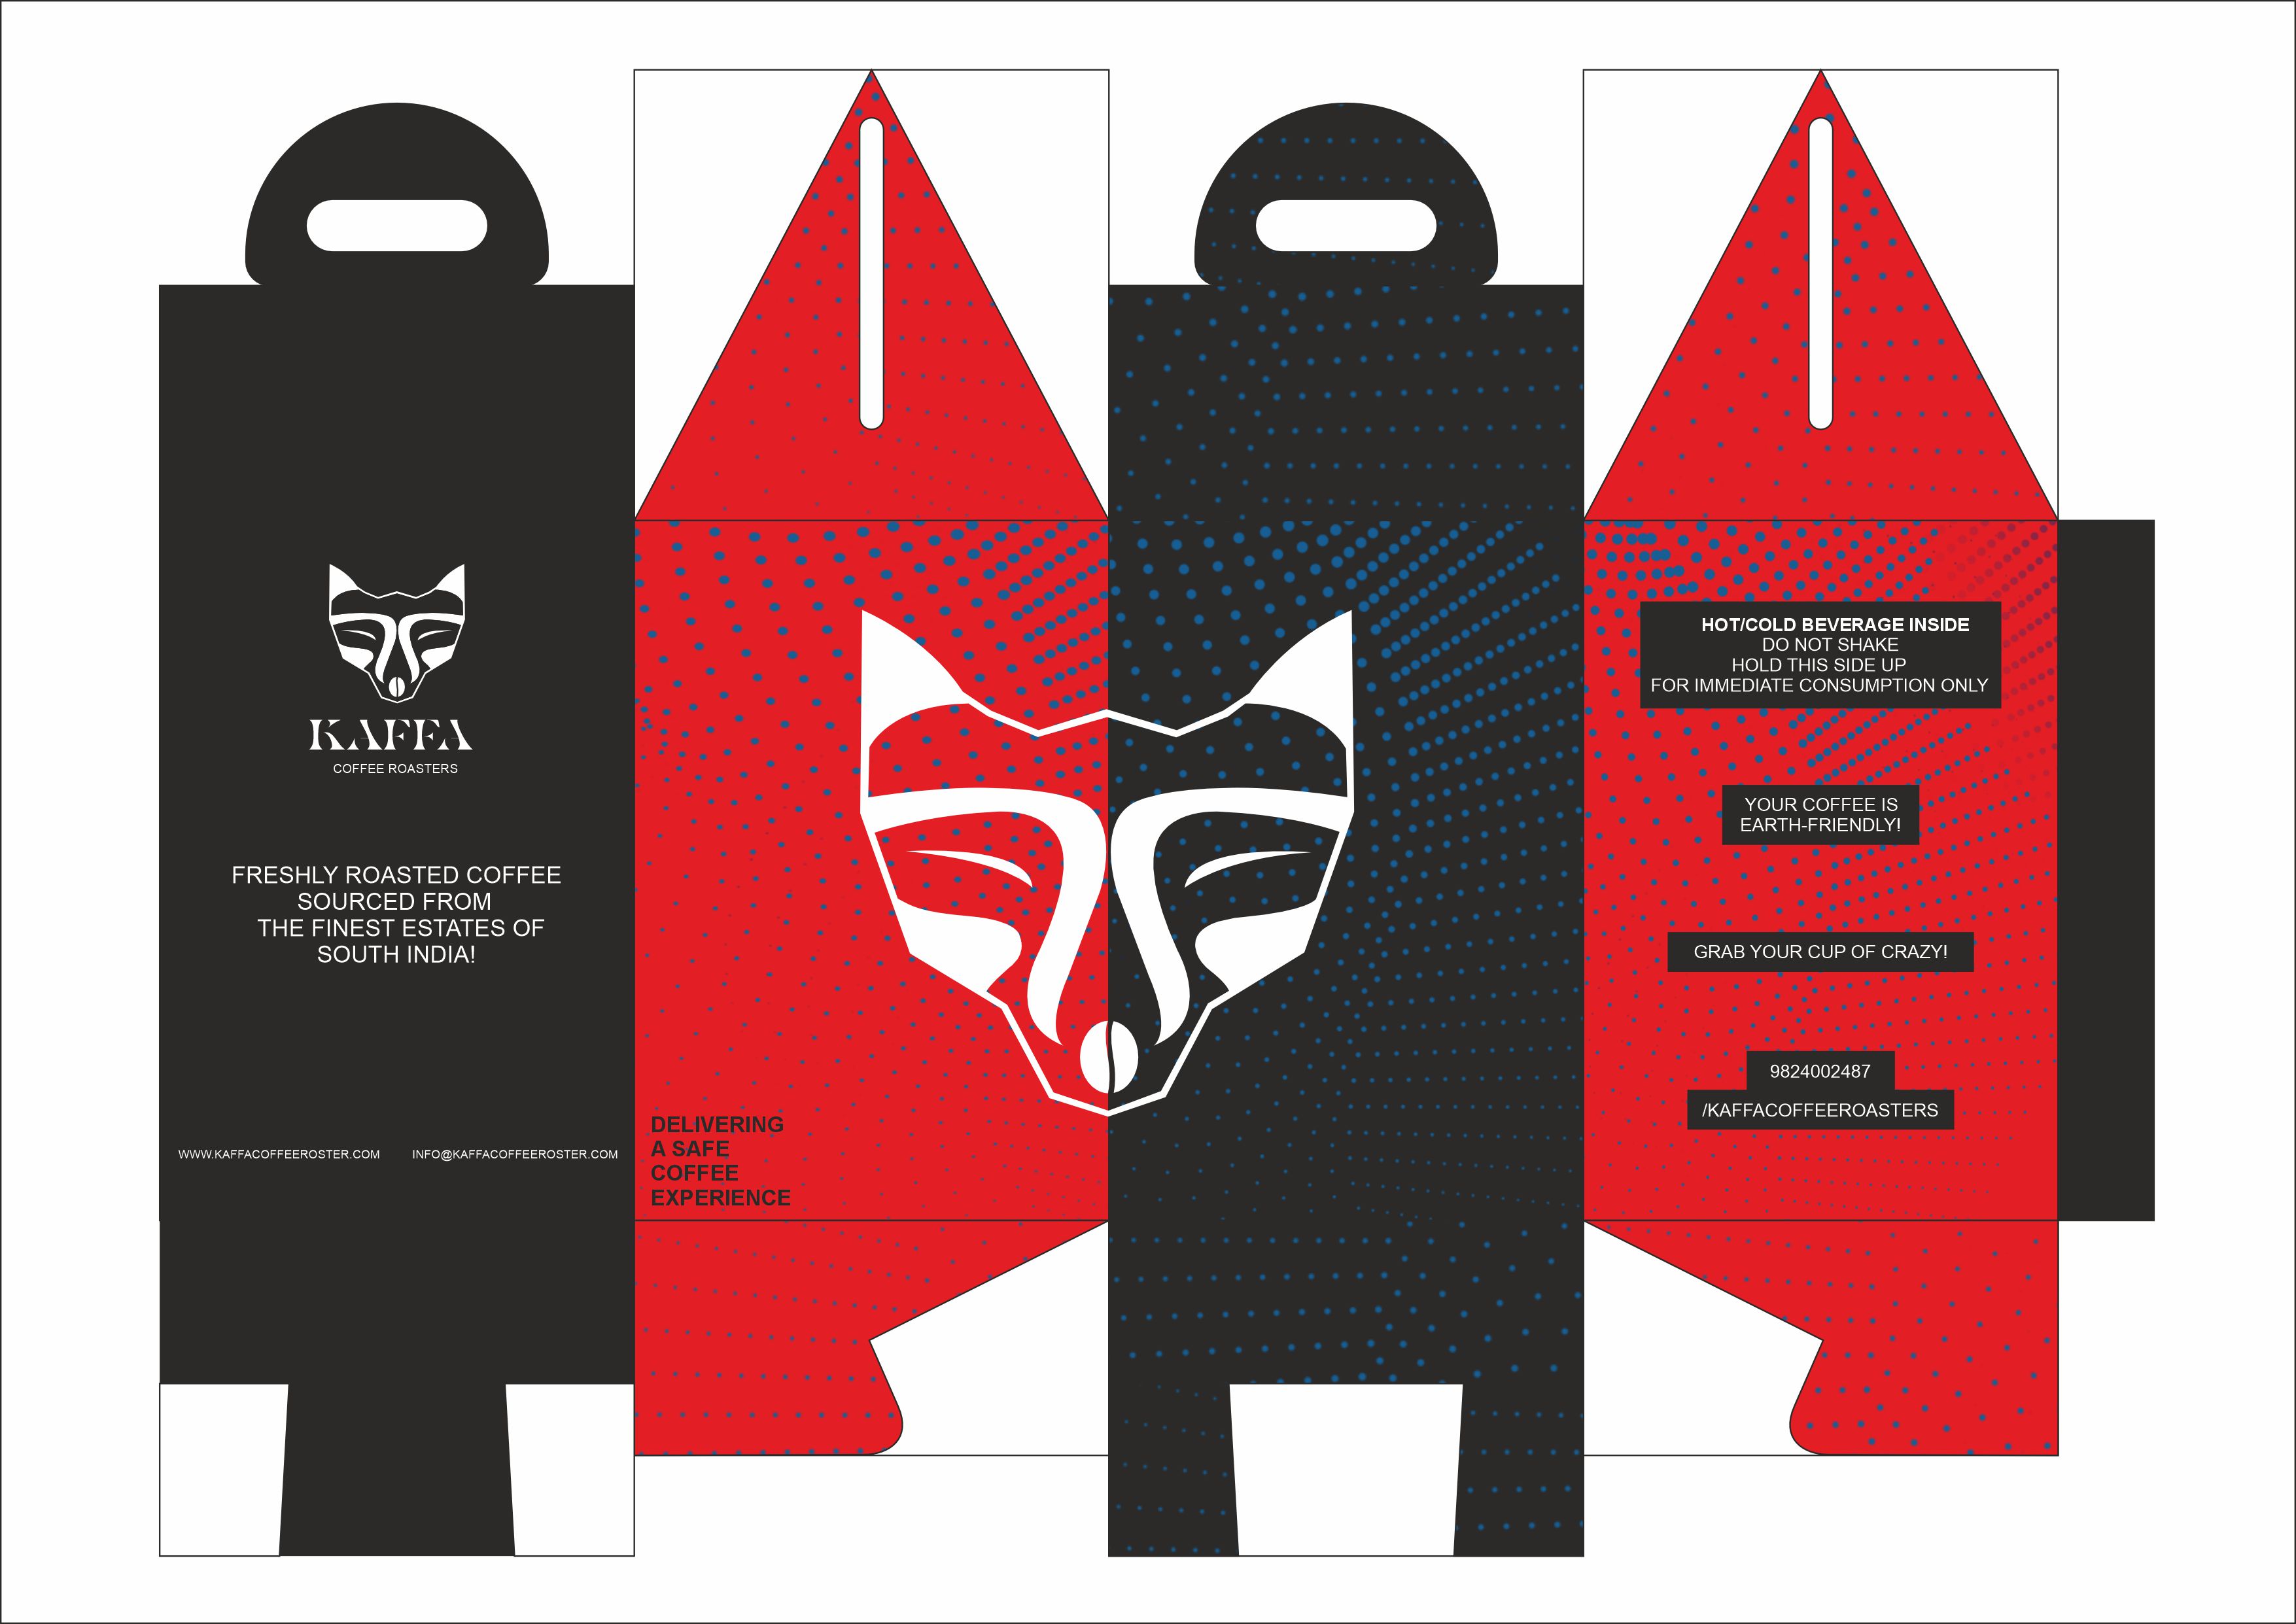 KAFFA
COFFEE ROASTERS
FRESHLY ROASTED COFFEE
SOURCED FROM
THE FINEST ESTATES OF
SOUTH INDIA!
WWW.KAFFACOFFEEROSTER.COM INFO@KAFFACOFFEEROSTER.COM
DELIVERING
A SAFE
COFFEE
EXPERIENCE
HOT/COLD BEVERAGE INSIDE
DO NOT SHAKE
HOLD THIS SIDE UP
FOR IMMEDIATE CONSUMPTION ONLY
YOUR COFFEE IS
EARTH-FRIENDLY!
GRAB YOUR CUP OF CRAZY!
9824002487
/KAFFACOFFEEROASTERS